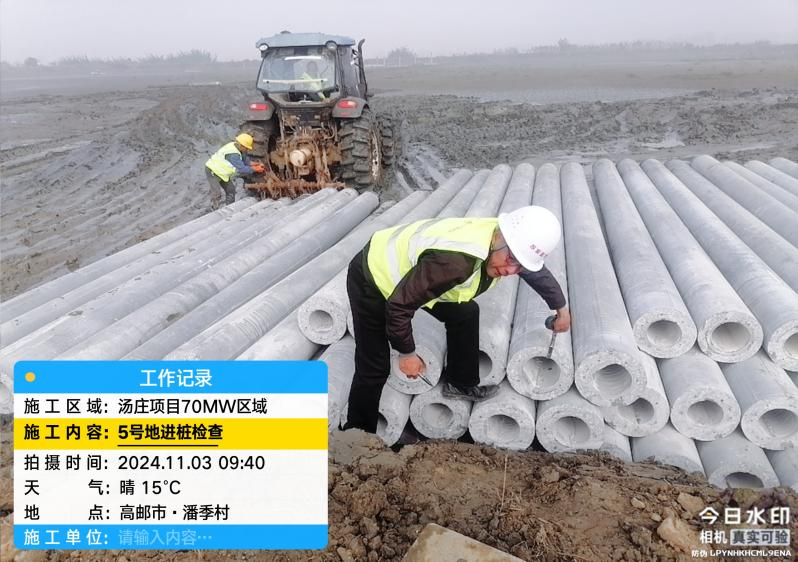 工作记录
施工区域：汤庄项目70MW区域
施工内容：5号地进桩检查
拍摄时间：2024.11.03 09:40
天气：晴 15°C
地点：高邮市·潘季村
施工单位：请输入内容…
今日水印
相机 真实可验
防伪 LPYNHKHCML9ENA